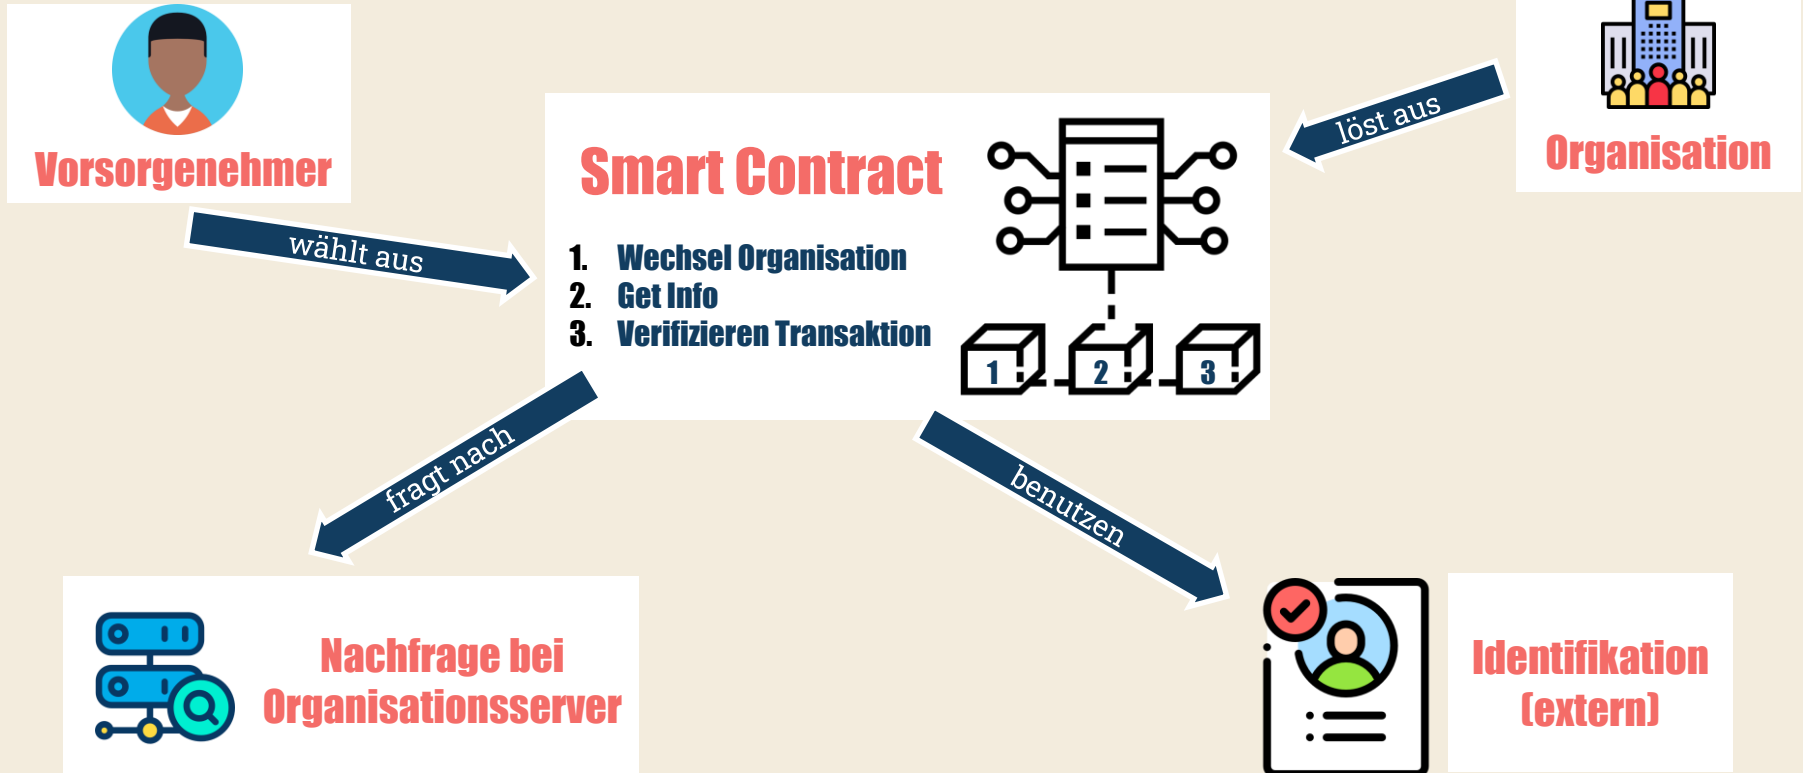 Vorsorgenehmer
Organisation
löst aus
Smart Contract
wählt aus
1. Wechsel Organisation
2. Get Info
3. Verifizieren Transaktion
1 2 3
fragt nach
benutzen
Nachfrage bei
Organisationsserver
Identifikation
(extern)